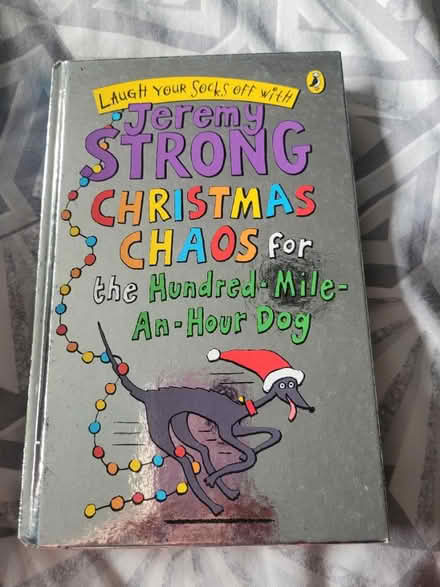 LAUGH YOUR SOCKS OFF WITH
Jeremy
STRONG
CHRISTMAS
CHAOS for
the Hundred-Mile-
An-Hour Dog